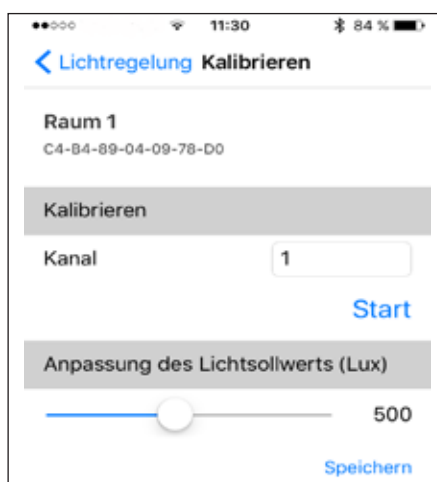 11:30 84 %
Lichtregelung Kalibrieren
Raum 1
C4-B4-89-04-09-78-D0
Kalibrieren
Kanal 1
Start
Anpassung des Lichtsollwerts (Lux)
500
Speichern